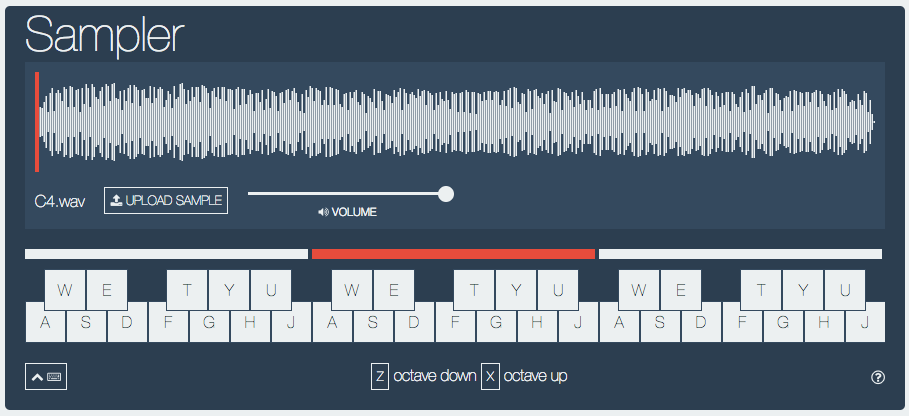 Sampler
C4.wav UPLOAD SAMPLE
VOLUME
W E T Y U W E T Y U W E T Y U
A S D F G H J A S D F G H J A S D F G H J
Z octave down X octave up
?